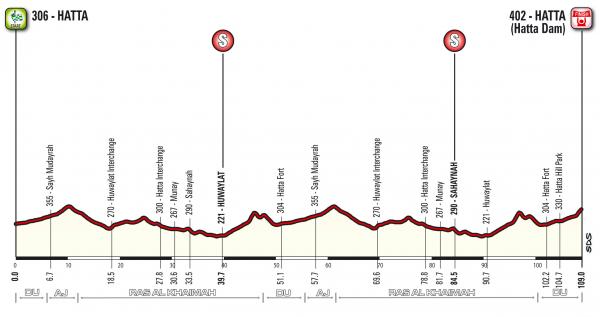 START
306 - HATTA
402 - HATTA
(Hatta Dam)
FINISH
S
S
355 - Sayh Mudayrah
270 - Huwaylat Interchange
300 - Hatta Interchange
267 - Munay
290 - Sahaynah
221 - HUWAYLAT
304 - Hatta Fort
355 - Sayh Mudayrah
270 - Huwaylat Interchange
300 - Hatta Interchange
267 - Munay
290 - SAHAYNAH
221 - Huwaylat
304 - Hatta Fort
330 - Hatta Hill Park
SDS
0 10 20 30 40 50 60 70 80 90 100
0.0 6.7 18.5 27.8 30.6 33.5 39.7 51.1 57.7 69.6 78.8 81.7 84.5 90.7 102.2 104.7 109.0
DU AJ RAS AL KHAIMAH DU AJ RAS AL KHAIMAH DU